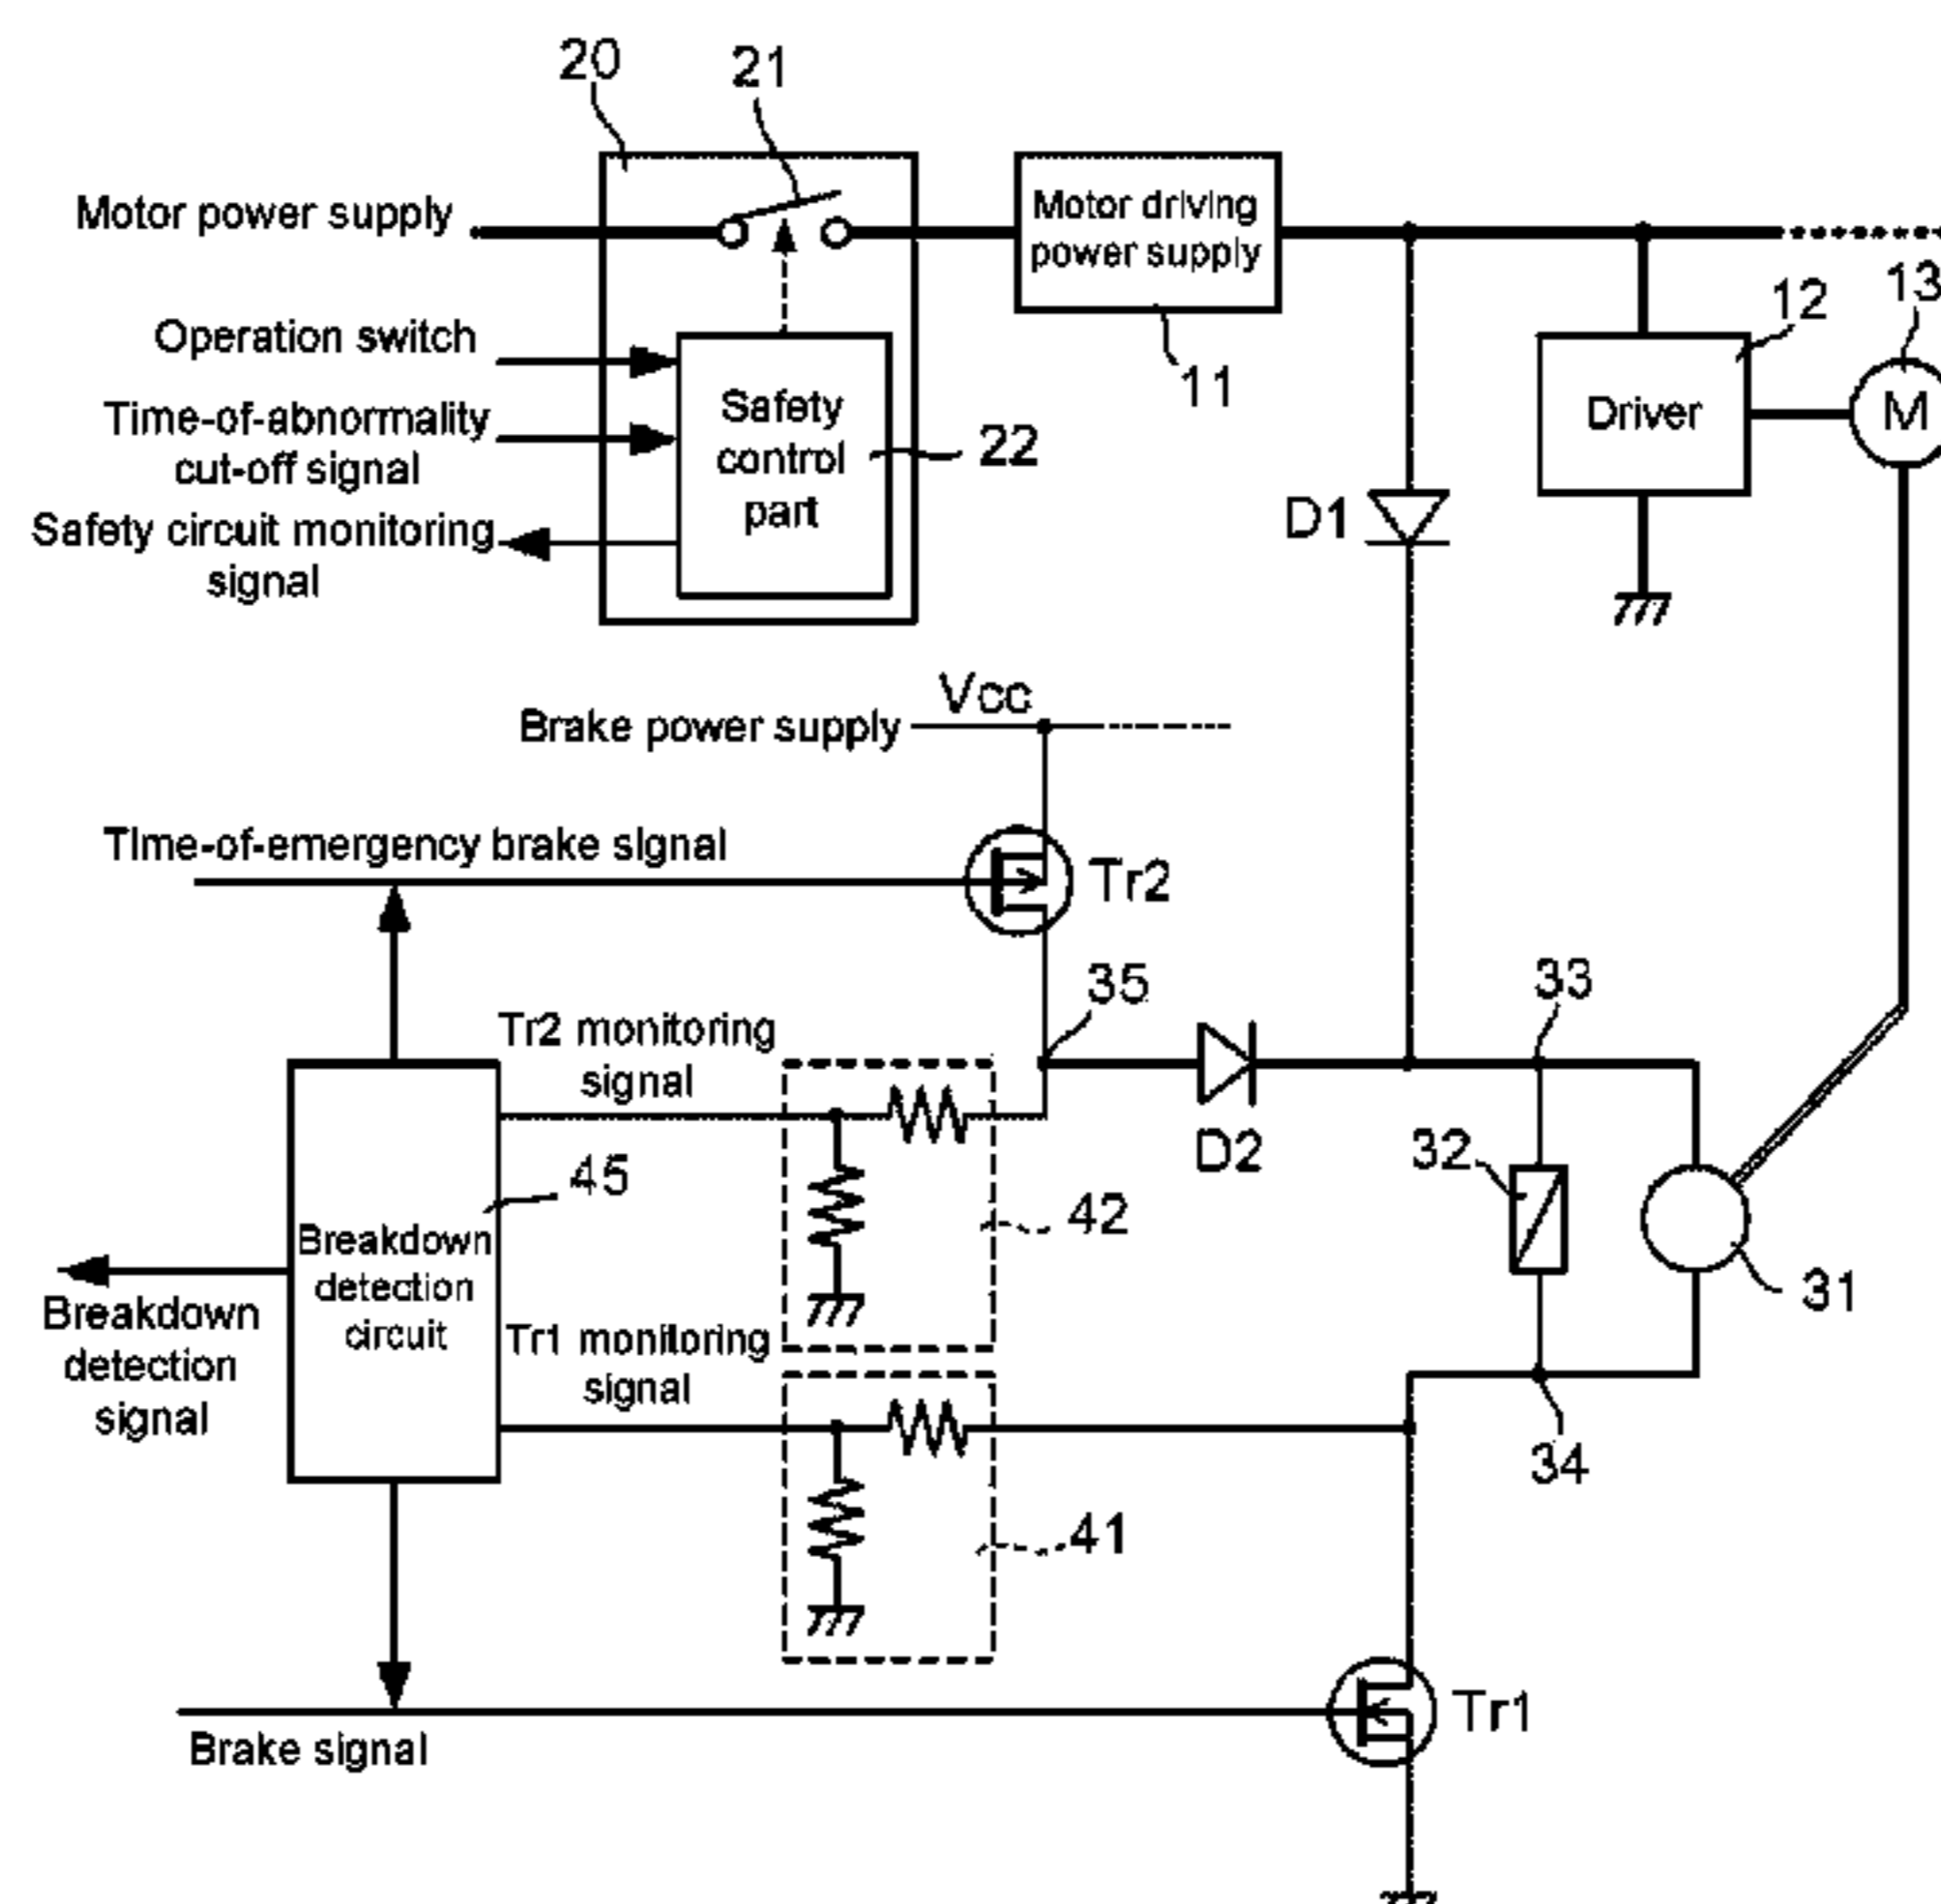 20
21
Motor power supply
Motor driving
power supply
13
12
Operation switch
11
Driver
M
Time-of-abnormality
cut-off signal
Safety
control
part
22
D1
Safety circuit monitoring
signal
Vcc
Brake power supply
Time-of-emergency brake signal
Tr2
35
33
Tr2 monitoring
signal
D2
32
45
42
Breakdown
detection
circuit
31
Breakdown
detection
signal
Tr1 monitoring
signal
34
41
Tr1
Brake signal